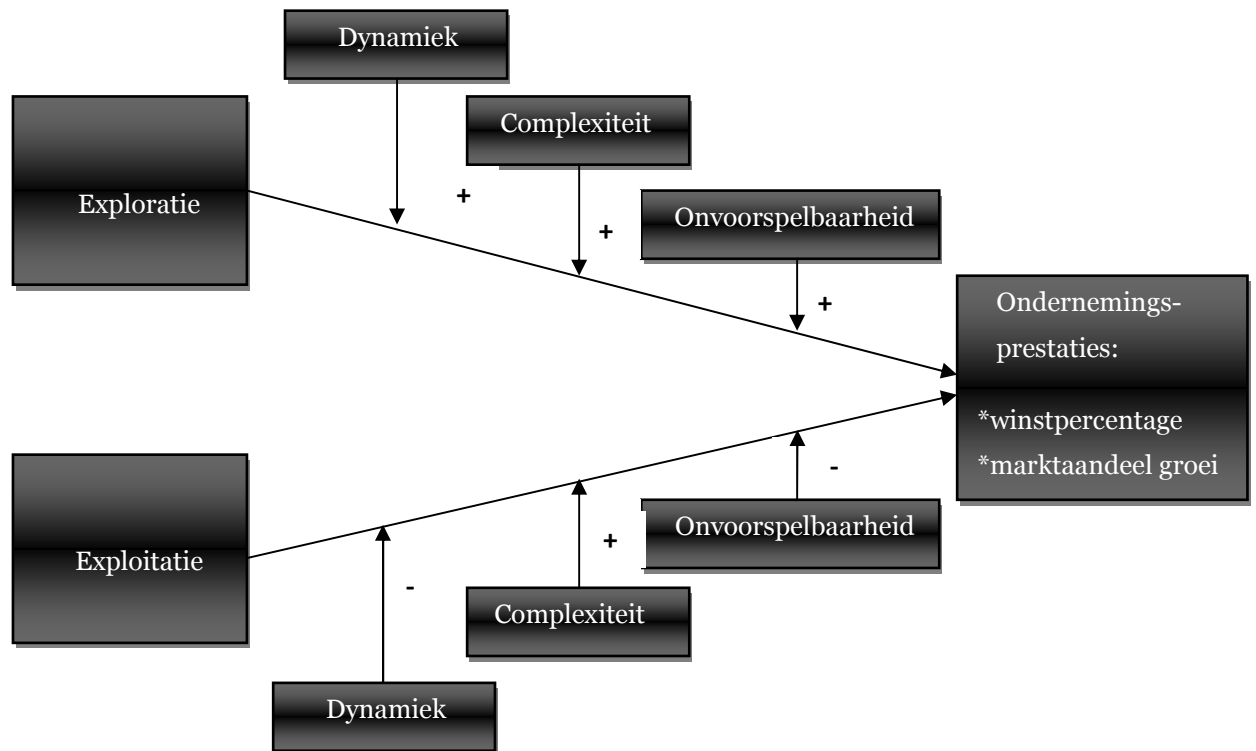 Dynamiek
Complexiteit
Exploratie
+
Onvoorspelbaarheid
+
+
Ondernemings-
prestaties:
*winstpercentage
*marktaandeel groei
-
Onvoorspelbaarheid
+
Exploitatie
-
Complexiteit
Dynamiek